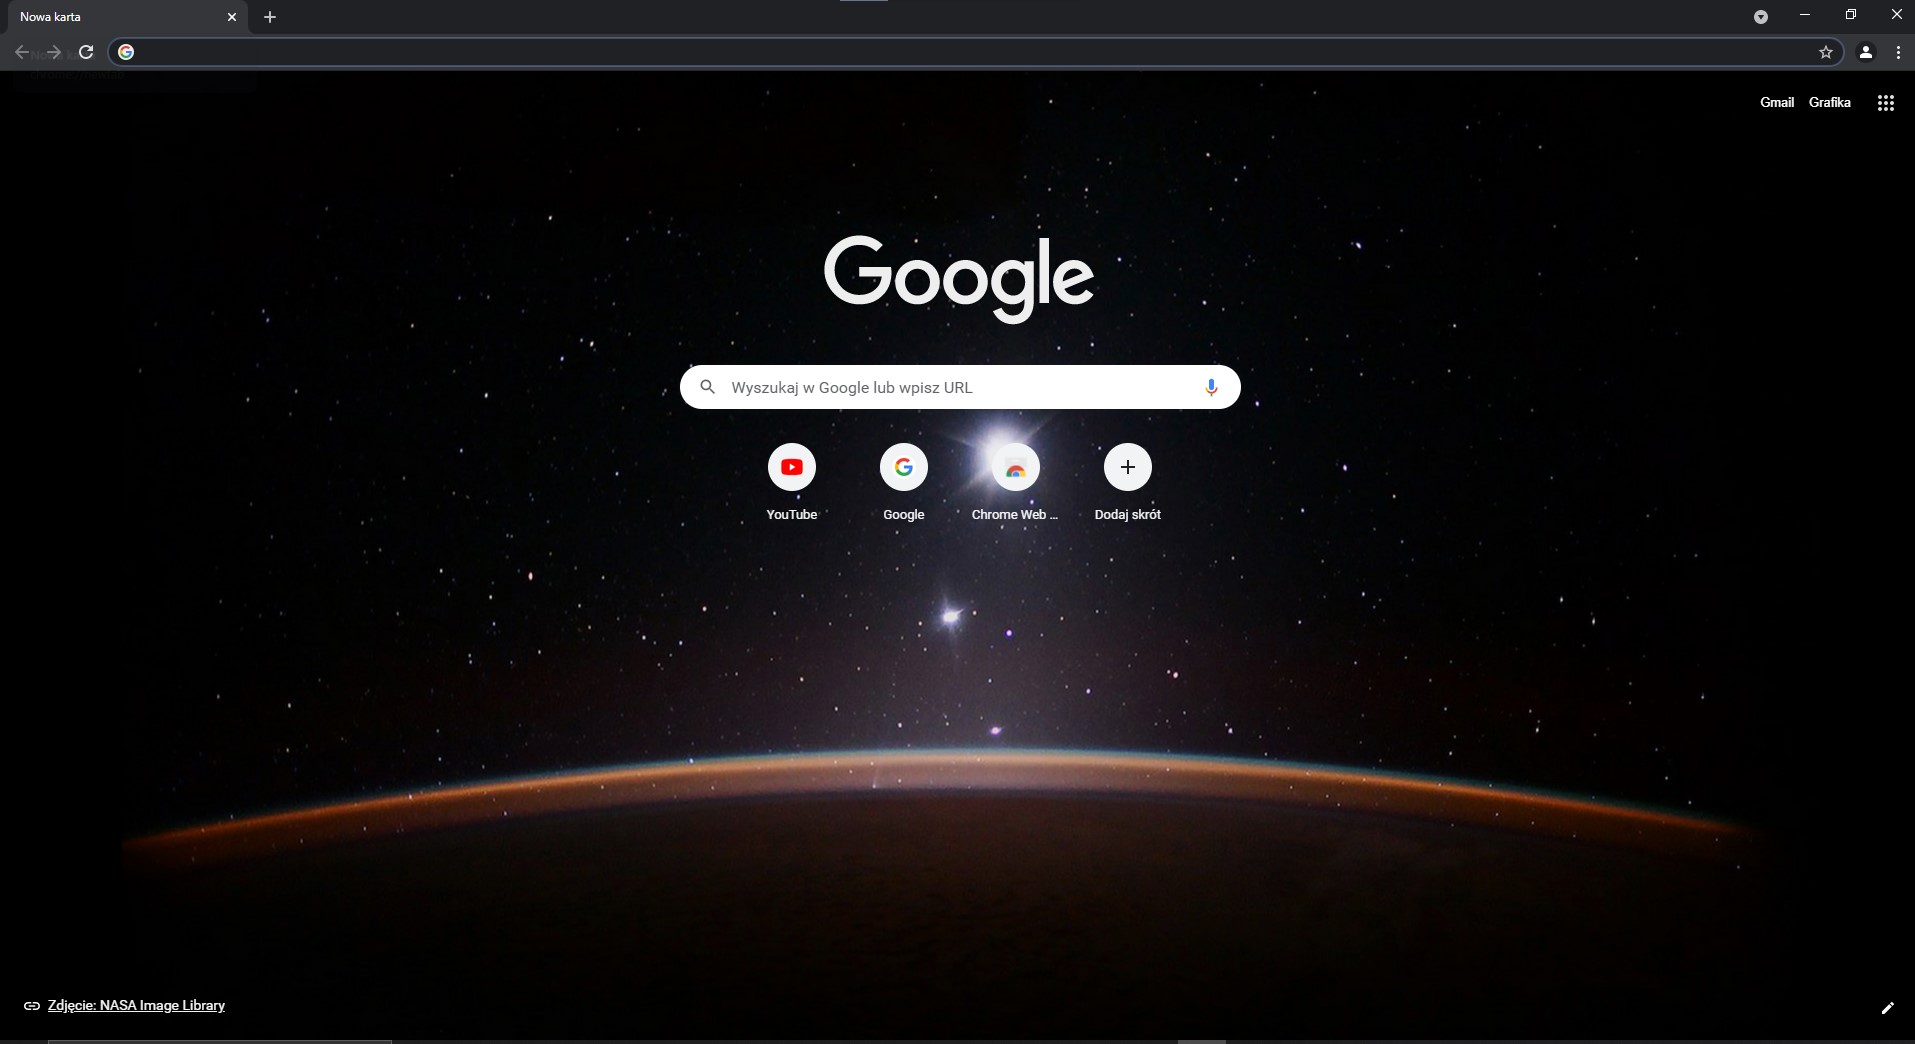 Nowa karta
Gmail Grafika
Google
Wyszukaj w Google lub wpisz URL
YouTube Google Chrome Web ... Dodaj skrót
Zdjęcie: NASA Image Library